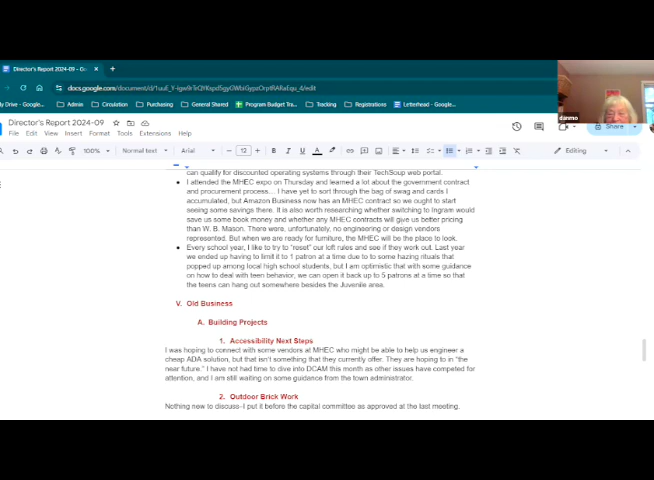 Director's Report 2024-09 - Go
docs.google.com/document/d/
y Drive - Google...
Admin
Circulation
Purchasing
General Shared
Program Budget Tra...
Training
Registrations
Letterhead - Google...
Director's Report 2024-09
File Edit View Insert Format Tools Extensions Help
Share
danmo
100%
Normal text
Arial
12
Editing
can qualify for discounted operating systems through their TechSoup web portal.
• I attended the MHEC expo on Thursday and learned a lot about the government contract
and procurement process... I have yet to sort through the bag of swag and cards I
accumulated, but Amazon Business now has an MHEC contract so we ought to start
seeing some savings there. It is also worth researching whether switching to Ingram would
save us some book money and whether any MHEC contracts will give us better pricing
than W. B. Mason. There were, unfortunately, no engineering or design vendors
represented. But when we are ready for furniture, the MHEC will be the place to look.
• Every school year, I like to try to "reset" our loft rules and see if they work out. Last year
we ended up having to limit it to 1 patron at a time due to to some hazing rituals that
popped up among local high school students, but I am optimistic that with some guidance
on how to deal with teen behavior, we can open it back up to 5 patrons at a time so that
the teens can hang out somewhere besides the Juvenile area.
V. Old Business
A. Building Projects
1. Accessibility Next Steps
I was hoping to connect with some vendors at MHEC who might be able to help us engineer a
cheap ADA solution, but that isn't something that they currently offer. They are hoping to in "the
near future." I have not had time to dive into DCAM this month as other issues have competed for
attention, and I am still waiting on some guidance from the town administrator.
2. Outdoor Brick Work
Nothing new to discuss–I put it before the capital committee as approved at the last meeting.